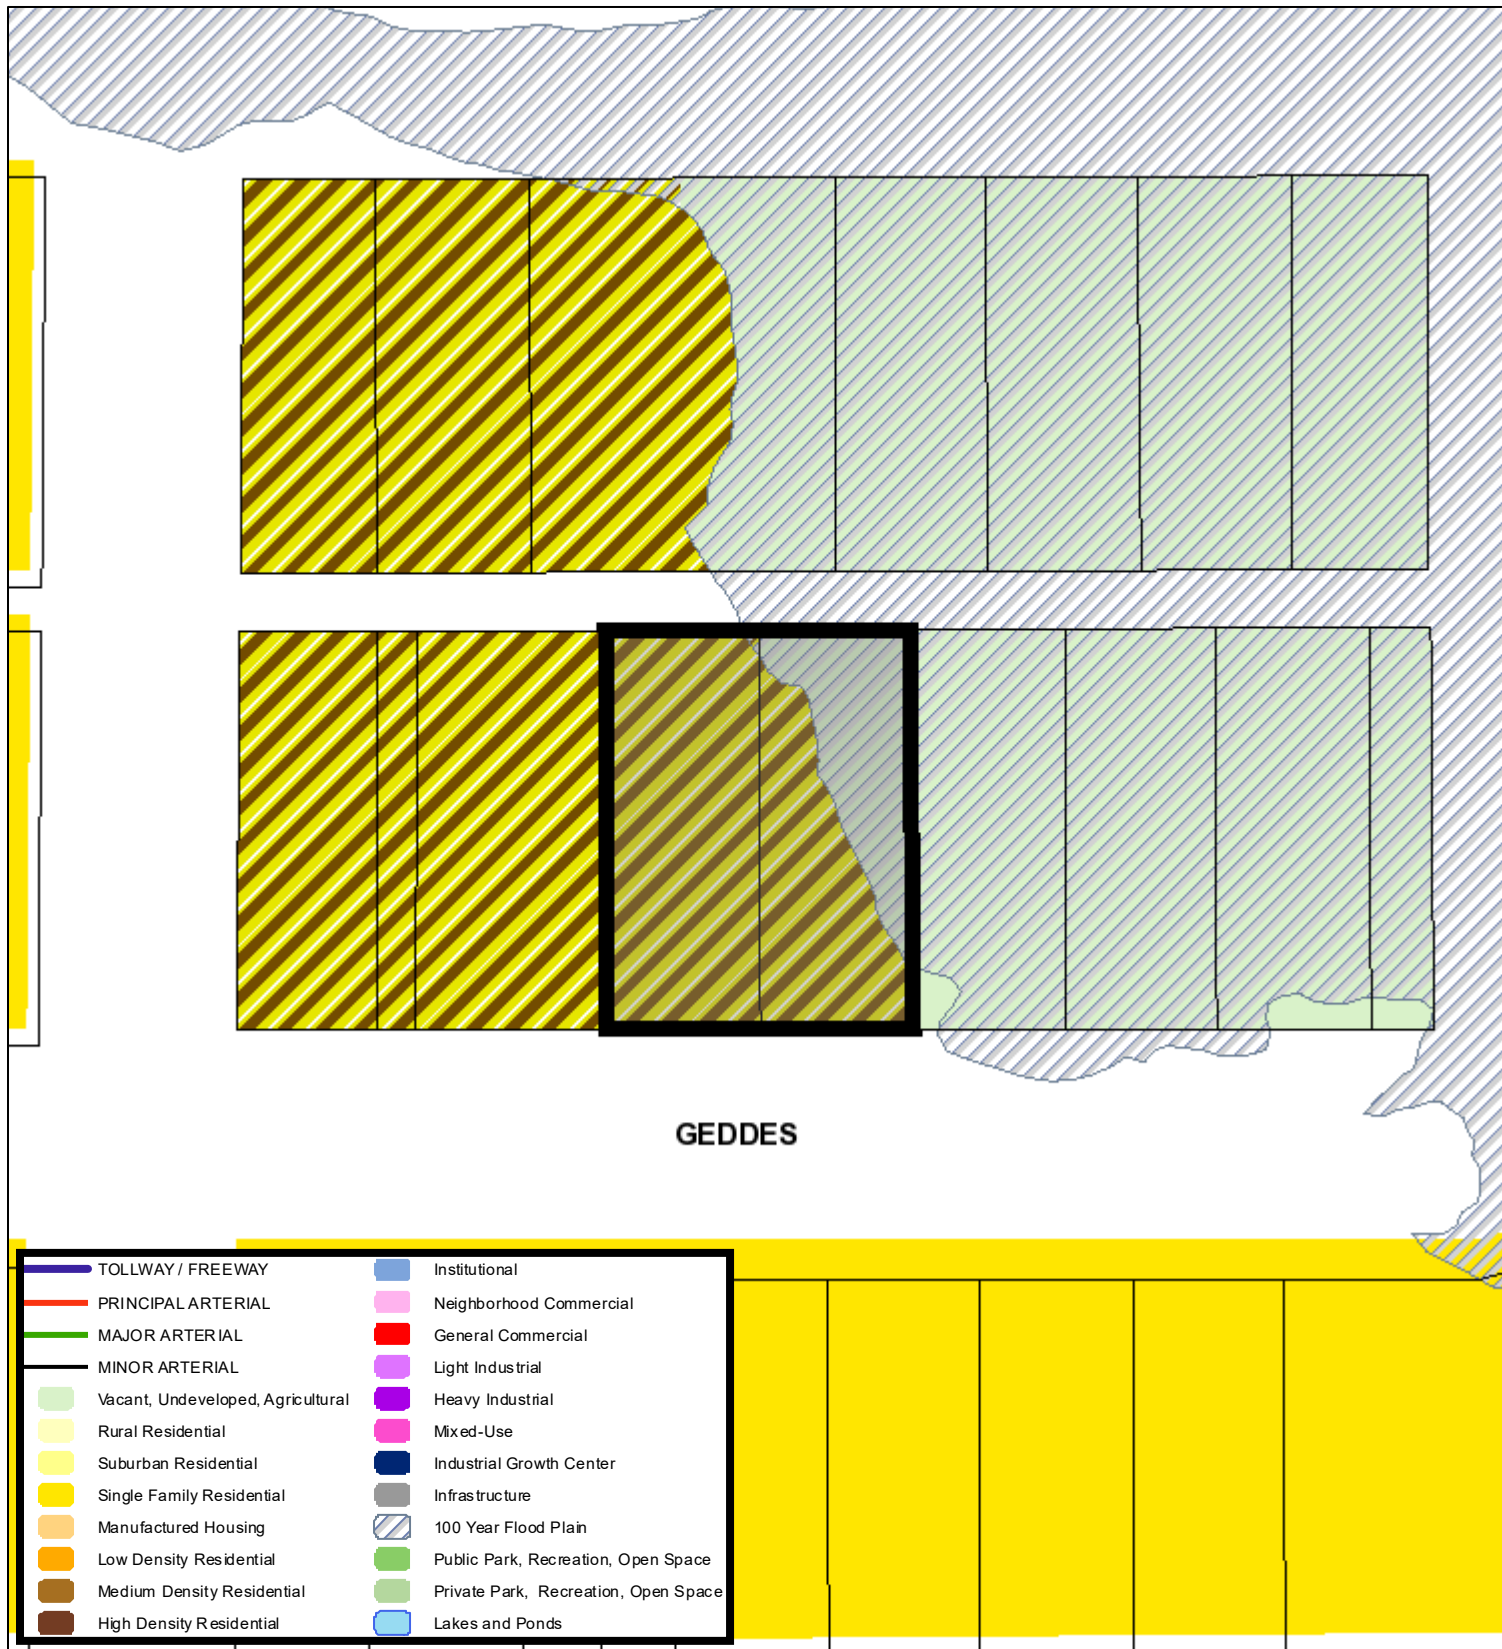 GEDDES
TOLLWAY / FREEWAY
PRINCIPAL ARTERIAL
MAJOR ARTERIAL
MINOR ARTERIAL
Vacant, Undeveloped, Agricultural
Rural Residential
Suburban Residential
Single Family Residential
Manufactured Housing
Low Density Residential
Medium Density Residential
High Density Residential
Institutional
Neighborhood Commercial
General Commercial
Light Industrial
Heavy Industrial
Mixed-Use
Industrial Growth Center
Infrastructure
100 Year Flood Plain
Public Park, Recreation, Open Space
Private Park, Recreation, Open Space
Lakes and Ponds